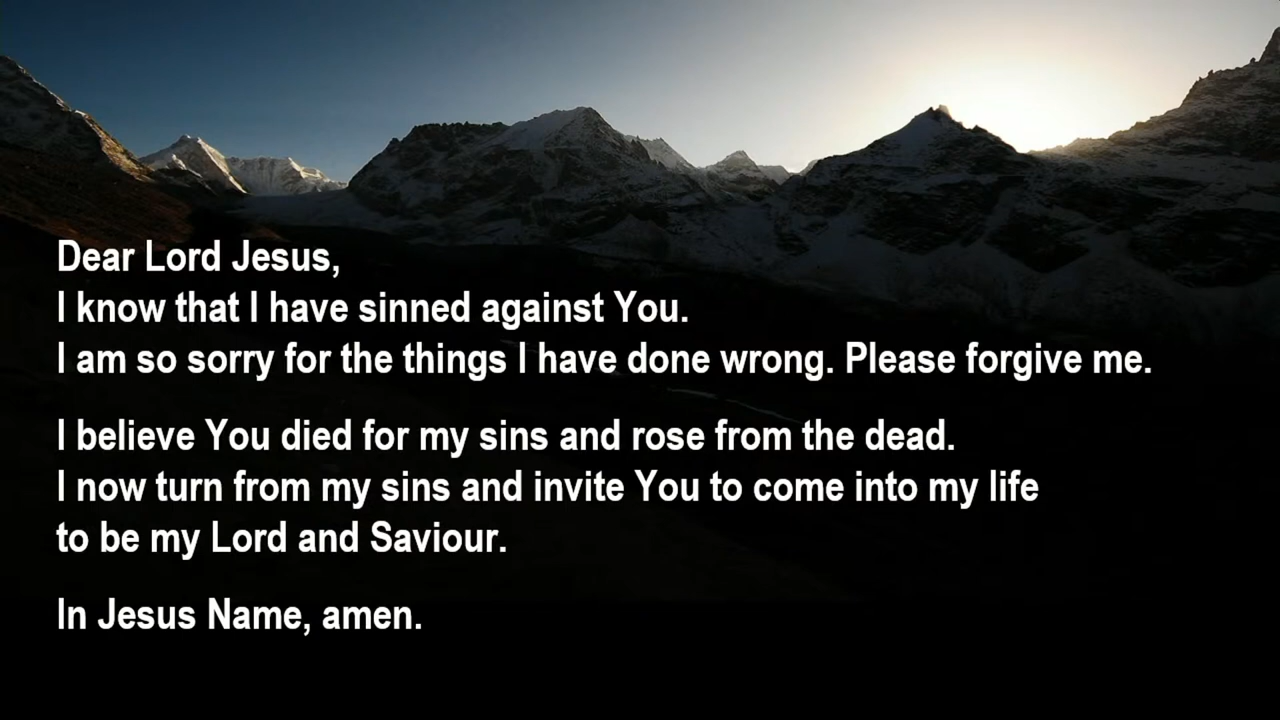 Dear Lord Jesus,
I know that I have sinned against You.
I am so sorry for the things I have done wrong. Please forgive me.
I believe You died for my sins and rose from the dead.
I now turn from my sins and invite You to come into my life
to be my Lord and Saviour.
In Jesus Name, amen.